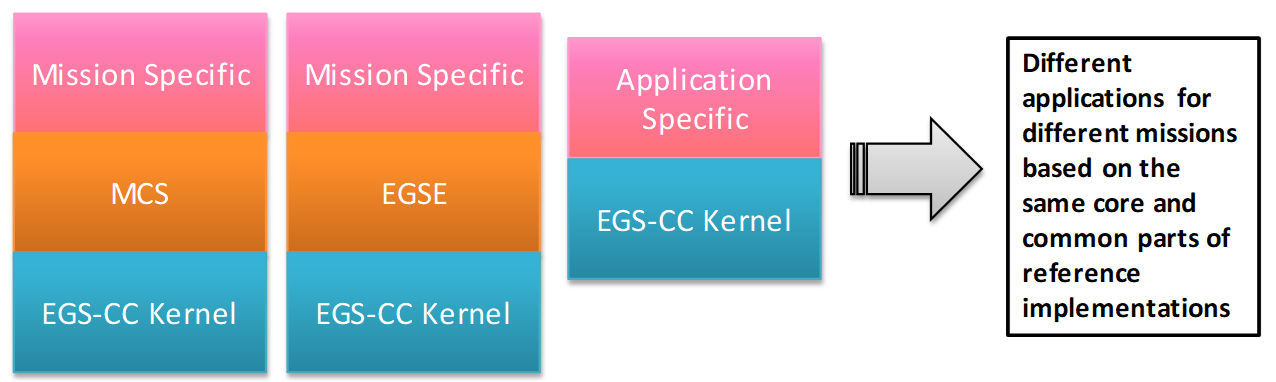 Mission Specific
MCS
EGS-CC Kernel
Mission Specific
EGSE
EGS-CC Kernel
Application
Specific
EGS-CC Kernel
Different
applications for
different missions
based on the
same core and
common parts of
reference
implementations